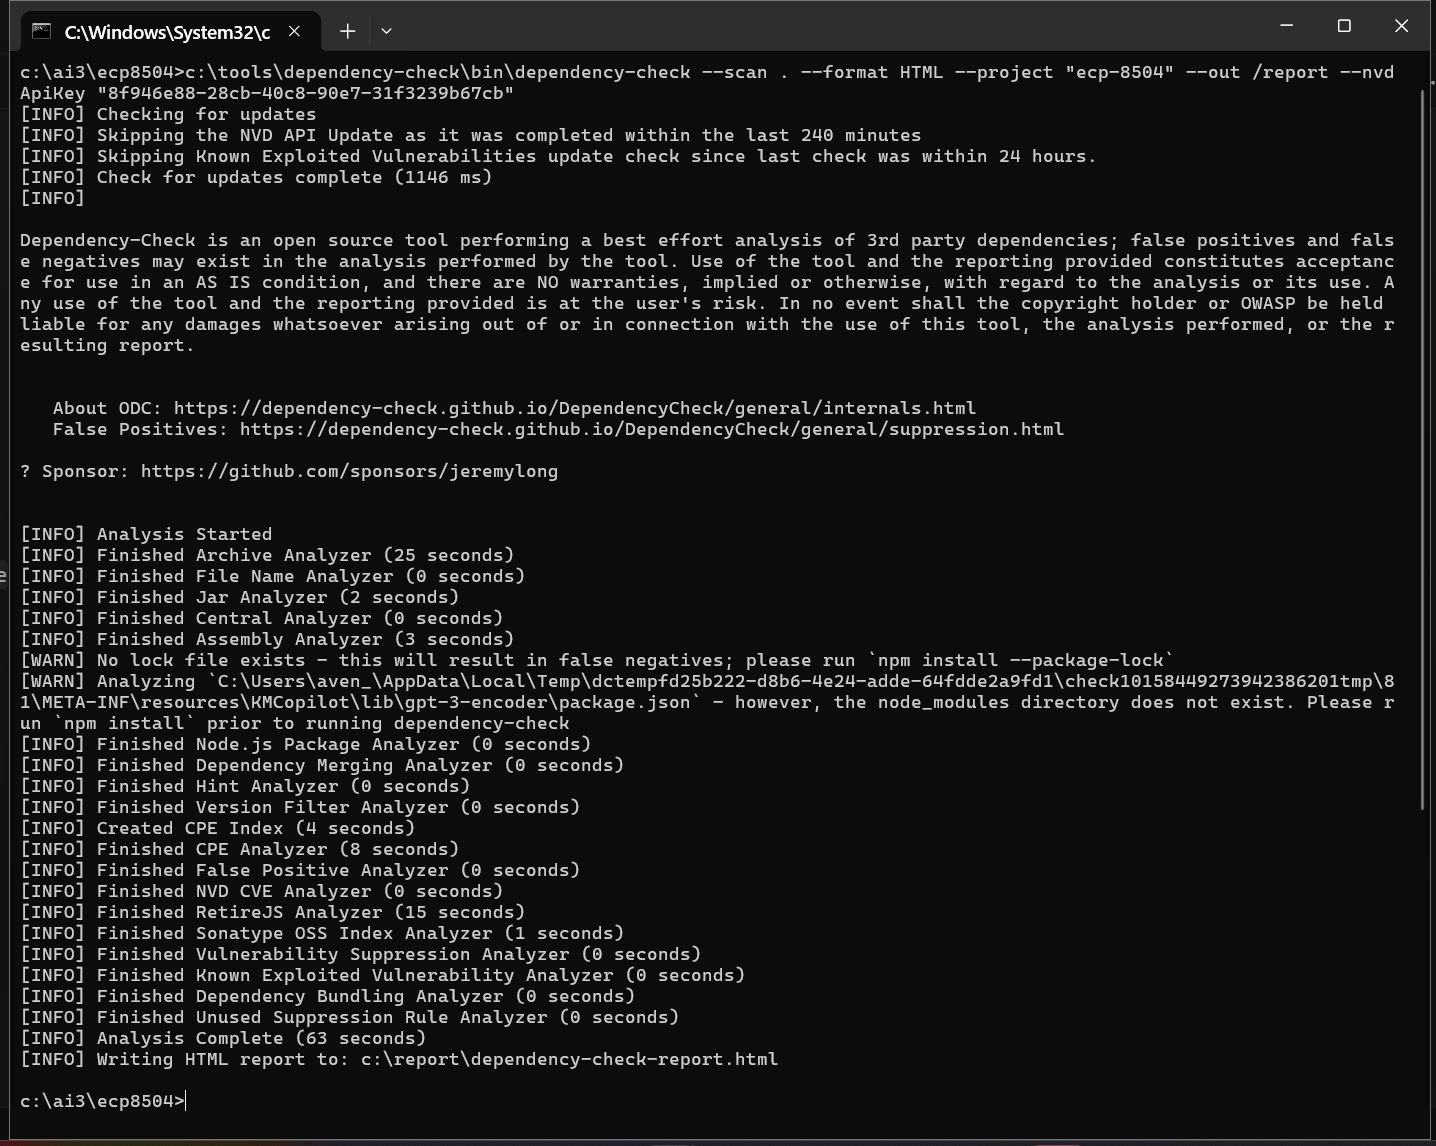 C:\Windows\System32\c
c:\ai3\ecp8504>c:\tools\dependency-check\bin\dependency-check --scan . --format HTML --project "ecp-8504" --out /report --nvd
ApiKey "8f946e88-28cb-40c8-90e7-31f3239b67cb"
[INFO] Checking for updates
[INFO] Skipping the NVD API Update as it was completed within the last 240 minutes
[INFO] Skipping Known Exploited Vulnerabilities update check since last check was within 24 hours.
[INFO] Check for updates complete (1146 ms)
[INFO]
Dependency-Check is an open source tool performing a best effort analysis of 3rd party dependencies; false positives and fals
e negatives may exist in the analysis performed by the tool. Use of the tool and the reporting provided constitutes acceptanc
e for use in an AS IS condition, and there are NO warranties, implied or otherwise, with regard to the analysis or its use. A
ny use of the tool and the reporting provided is at the user's risk. In no event shall the copyright holder or OWASP be held
liable for any damages whatsoever arising out of or in connection with the use of this tool, the analysis performed, or the r
esulting report.
About ODC: https://dependency-check.github.io/DependencyCheck/general/internals.html
False Positives: https://dependency-check.github.io/DependencyCheck/general/suppression.html
? Sponsor: https://github.com/sponsors/jeremylong
[INFO] Analysis Started
[INFO] Finished Archive Analyzer (25 seconds)
[INFO] Finished File Name Analyzer (0 seconds)
[INFO] Finished Jar Analyzer (2 seconds)
[INFO] Finished Central Analyzer (0 seconds)
[INFO] Finished Assembly Analyzer (3 seconds)
[WARN] No lock file exists - this will result in false negatives; please run `npm install --package-lock`
[WARN] Analyzing `C:\Users\aven_\AppData\Local\Temp\dctempfd25b222-d8b6-4e24-adde-64fdde2a9fd1\check10158449273942386201tmp\8
1\META-INF\resources\KMCopilot\lib\gpt-3-encoder\package.json` - however, the node_modules directory does not exist. Please r
un `npm install` prior to running dependency-check
[INFO] Finished Node.js Package Analyzer (0 seconds)
[INFO] Finished Dependency Merging Analyzer (0 seconds)
[INFO] Finished Hint Analyzer (0 seconds)
[INFO] Finished Version Filter Analyzer (0 seconds)
[INFO] Created CPE Index (4 seconds)
[INFO] Finished CPE Analyzer (8 seconds)
[INFO] Finished False Positive Analyzer (0 seconds)
[INFO] Finished NVD CVE Analyzer (0 seconds)
[INFO] Finished RetireJS Analyzer (15 seconds)
[INFO] Finished Sonatype OSS Index Analyzer (1 seconds)
[INFO] Finished Vulnerability Suppression Analyzer (0 seconds)
[INFO] Finished Known Exploited Vulnerability Analyzer (0 seconds)
[INFO] Finished Dependency Bundling Analyzer (0 seconds)
[INFO] Finished Unused Suppression Rule Analyzer (0 seconds)
[INFO] Analysis Complete (63 seconds)
[INFO] Writing HTML report to: c:\report\dependency-check-report.html
c:\ai3\ecp8504>